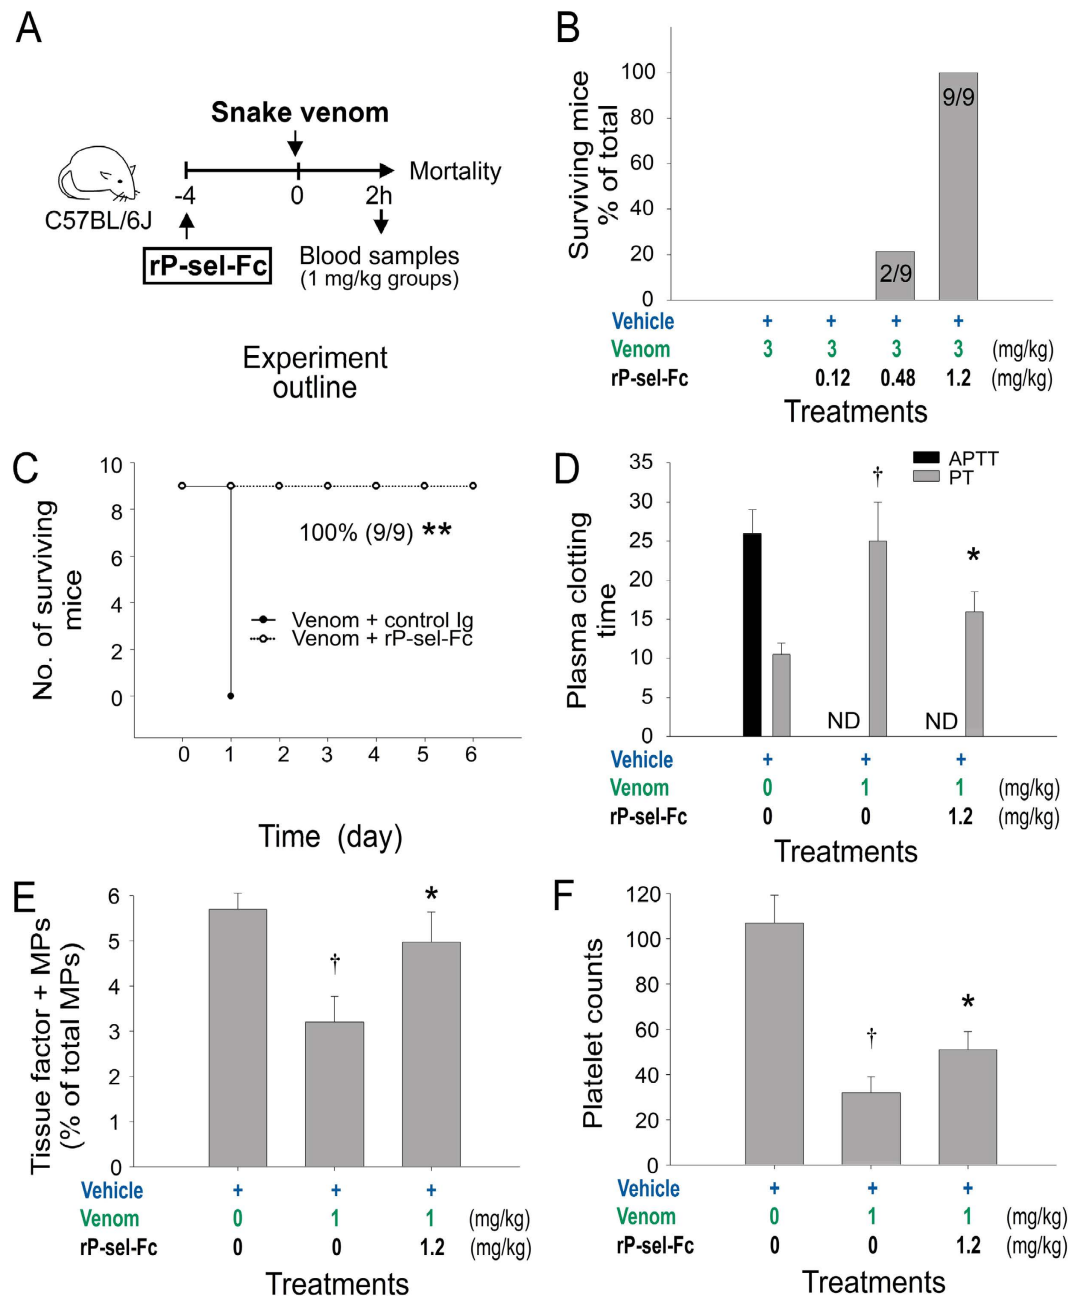 A
Snake venom
Mortality
-4
0
2h
C57BL/6J
rP-sel-Fc
Blood samples
(1 mg/kg groups)
Experiment
outline
B
Surviving mice
% of total
100
80
60
40
20
0
9/9
2/9
Vehicle + + + +
Venom 3 3 3 3 (mg/kg)
rP-sel-Fc 0.12 0.48 1.2 (mg/kg)
Treatments
C
No. of surviving
mice
10
8
6
4
2
0
100% (9/9) **
Venom + control Ig
Venom + rP-sel-Fc
0 1 2 3 4 5 6
Time (day)
D
Plasma clotting
time
35
30
25
20
15
10
5
0
APTT
PT
†
*
ND
ND
Vehicle + + +
Venom 0 1 1 (mg/kg)
rP-sel-Fc 0 0 1.2 (mg/kg)
Treatments
E
Tissue factor + MPs
(% of total MPs)
6
5
4
3
2
1
0
†
*
Vehicle + + +
Venom 0 1 1 (mg/kg)
rP-sel-Fc 0 0 1.2 (mg/kg)
Treatments
F
Platelet counts
120
100
80
60
40
20
0
†
*
Vehicle + + +
Venom 0 1 1 (mg/kg)
rP-sel-Fc 0 0 1.2 (mg/kg)
Treatments